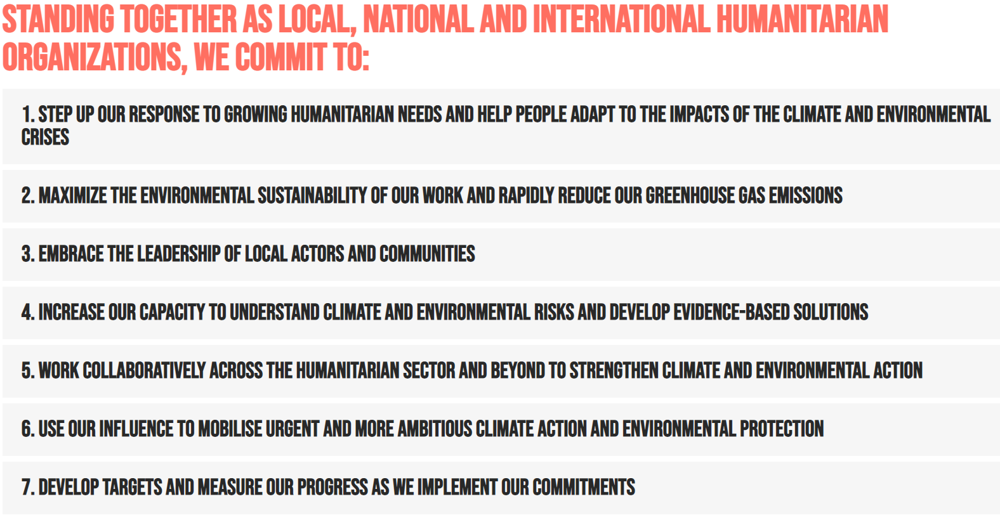 STANDING TOGETHER AS LOCAL, NATIONAL AND INTERNATIONAL HUMANITARIAN
ORGANIZATIONS, WE COMMIT TO:
1. STEP UP OUR RESPONSE TO GROWING HUMANITARIAN NEEDS AND HELP PEOPLE ADAPT TO THE IMPACTS OF THE CLIMATE AND ENVIRONMENTAL
CRISES
2. MAXIMIZE THE ENVIRONMENTAL SUSTAINABILITY OF OUR WORK AND RAPIDLY REDUCE OUR GREENHOUSE GAS EMISSIONS
3. EMBRACE THE LEADERSHIP OF LOCAL ACTORS AND COMMUNITIES
4. INCREASE OUR CAPACITY TO UNDERSTAND CLIMATE AND ENVIRONMENTAL RISKS AND DEVELOP EVIDENCE-BASED SOLUTIONS
5. WORK COLLABORATIVELY ACROSS THE HUMANITARIAN SECTOR AND BEYOND TO STRENGTHEN CLIMATE AND ENVIRONMENTAL ACTION
6. USE OUR INFLUENCE TO MOBILISE URGENT AND MORE AMBITIOUS CLIMATE ACTION AND ENVIRONMENTAL PROTECTION
7. DEVELOP TARGETS AND MEASURE OUR PROGRESS AS WE IMPLEMENT OUR COMMITMENTS